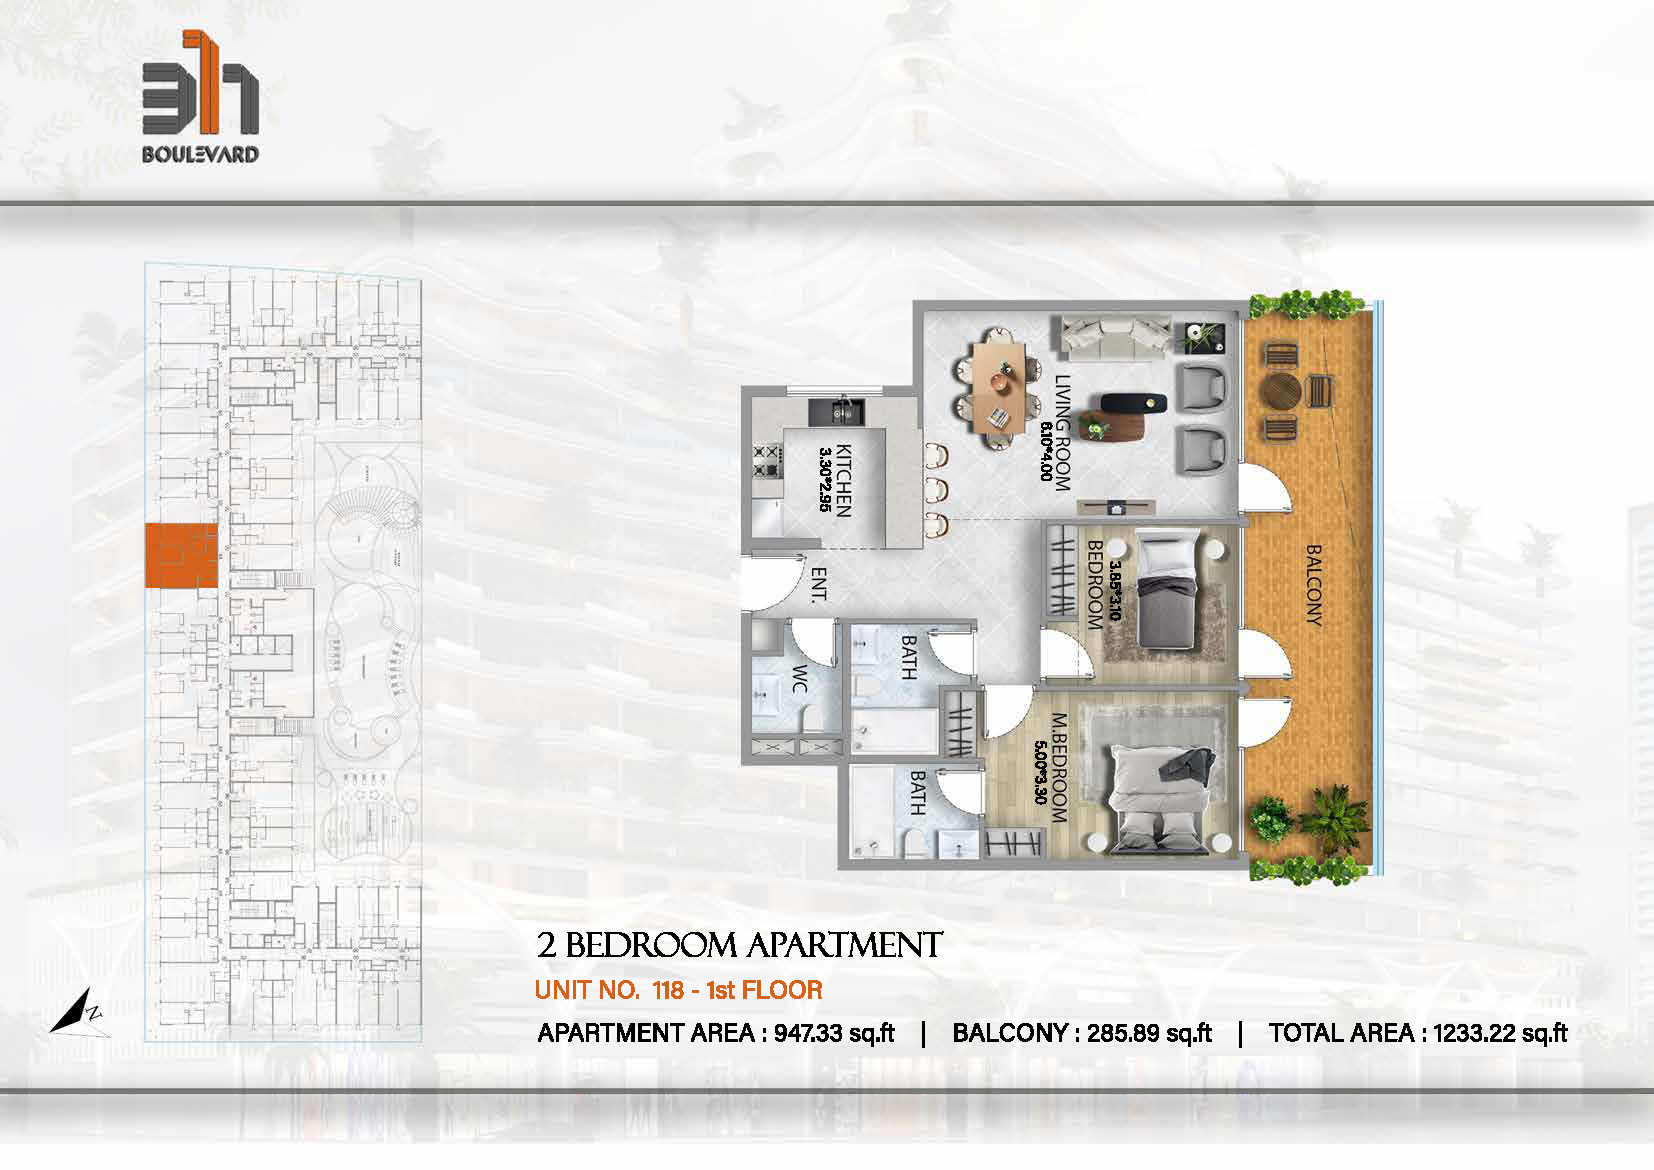 BOULEVARD
LIVING ROOM
6.10*4.00
KITCHEN
3.30*2.95
ENT.
BEDROOM
3.85*3.10
BALCONY
BATH
WC
M.BEDROOM
5.00*3.30
BATH
2 BEDROOM APARTMENT
UNIT NO. 118 - 1st FLOOR
APARTMENT AREA : 947.33 sq.ft | BALCONY : 285.89 sq.ft | TOTAL AREA : 1233.22 sq.ft
N